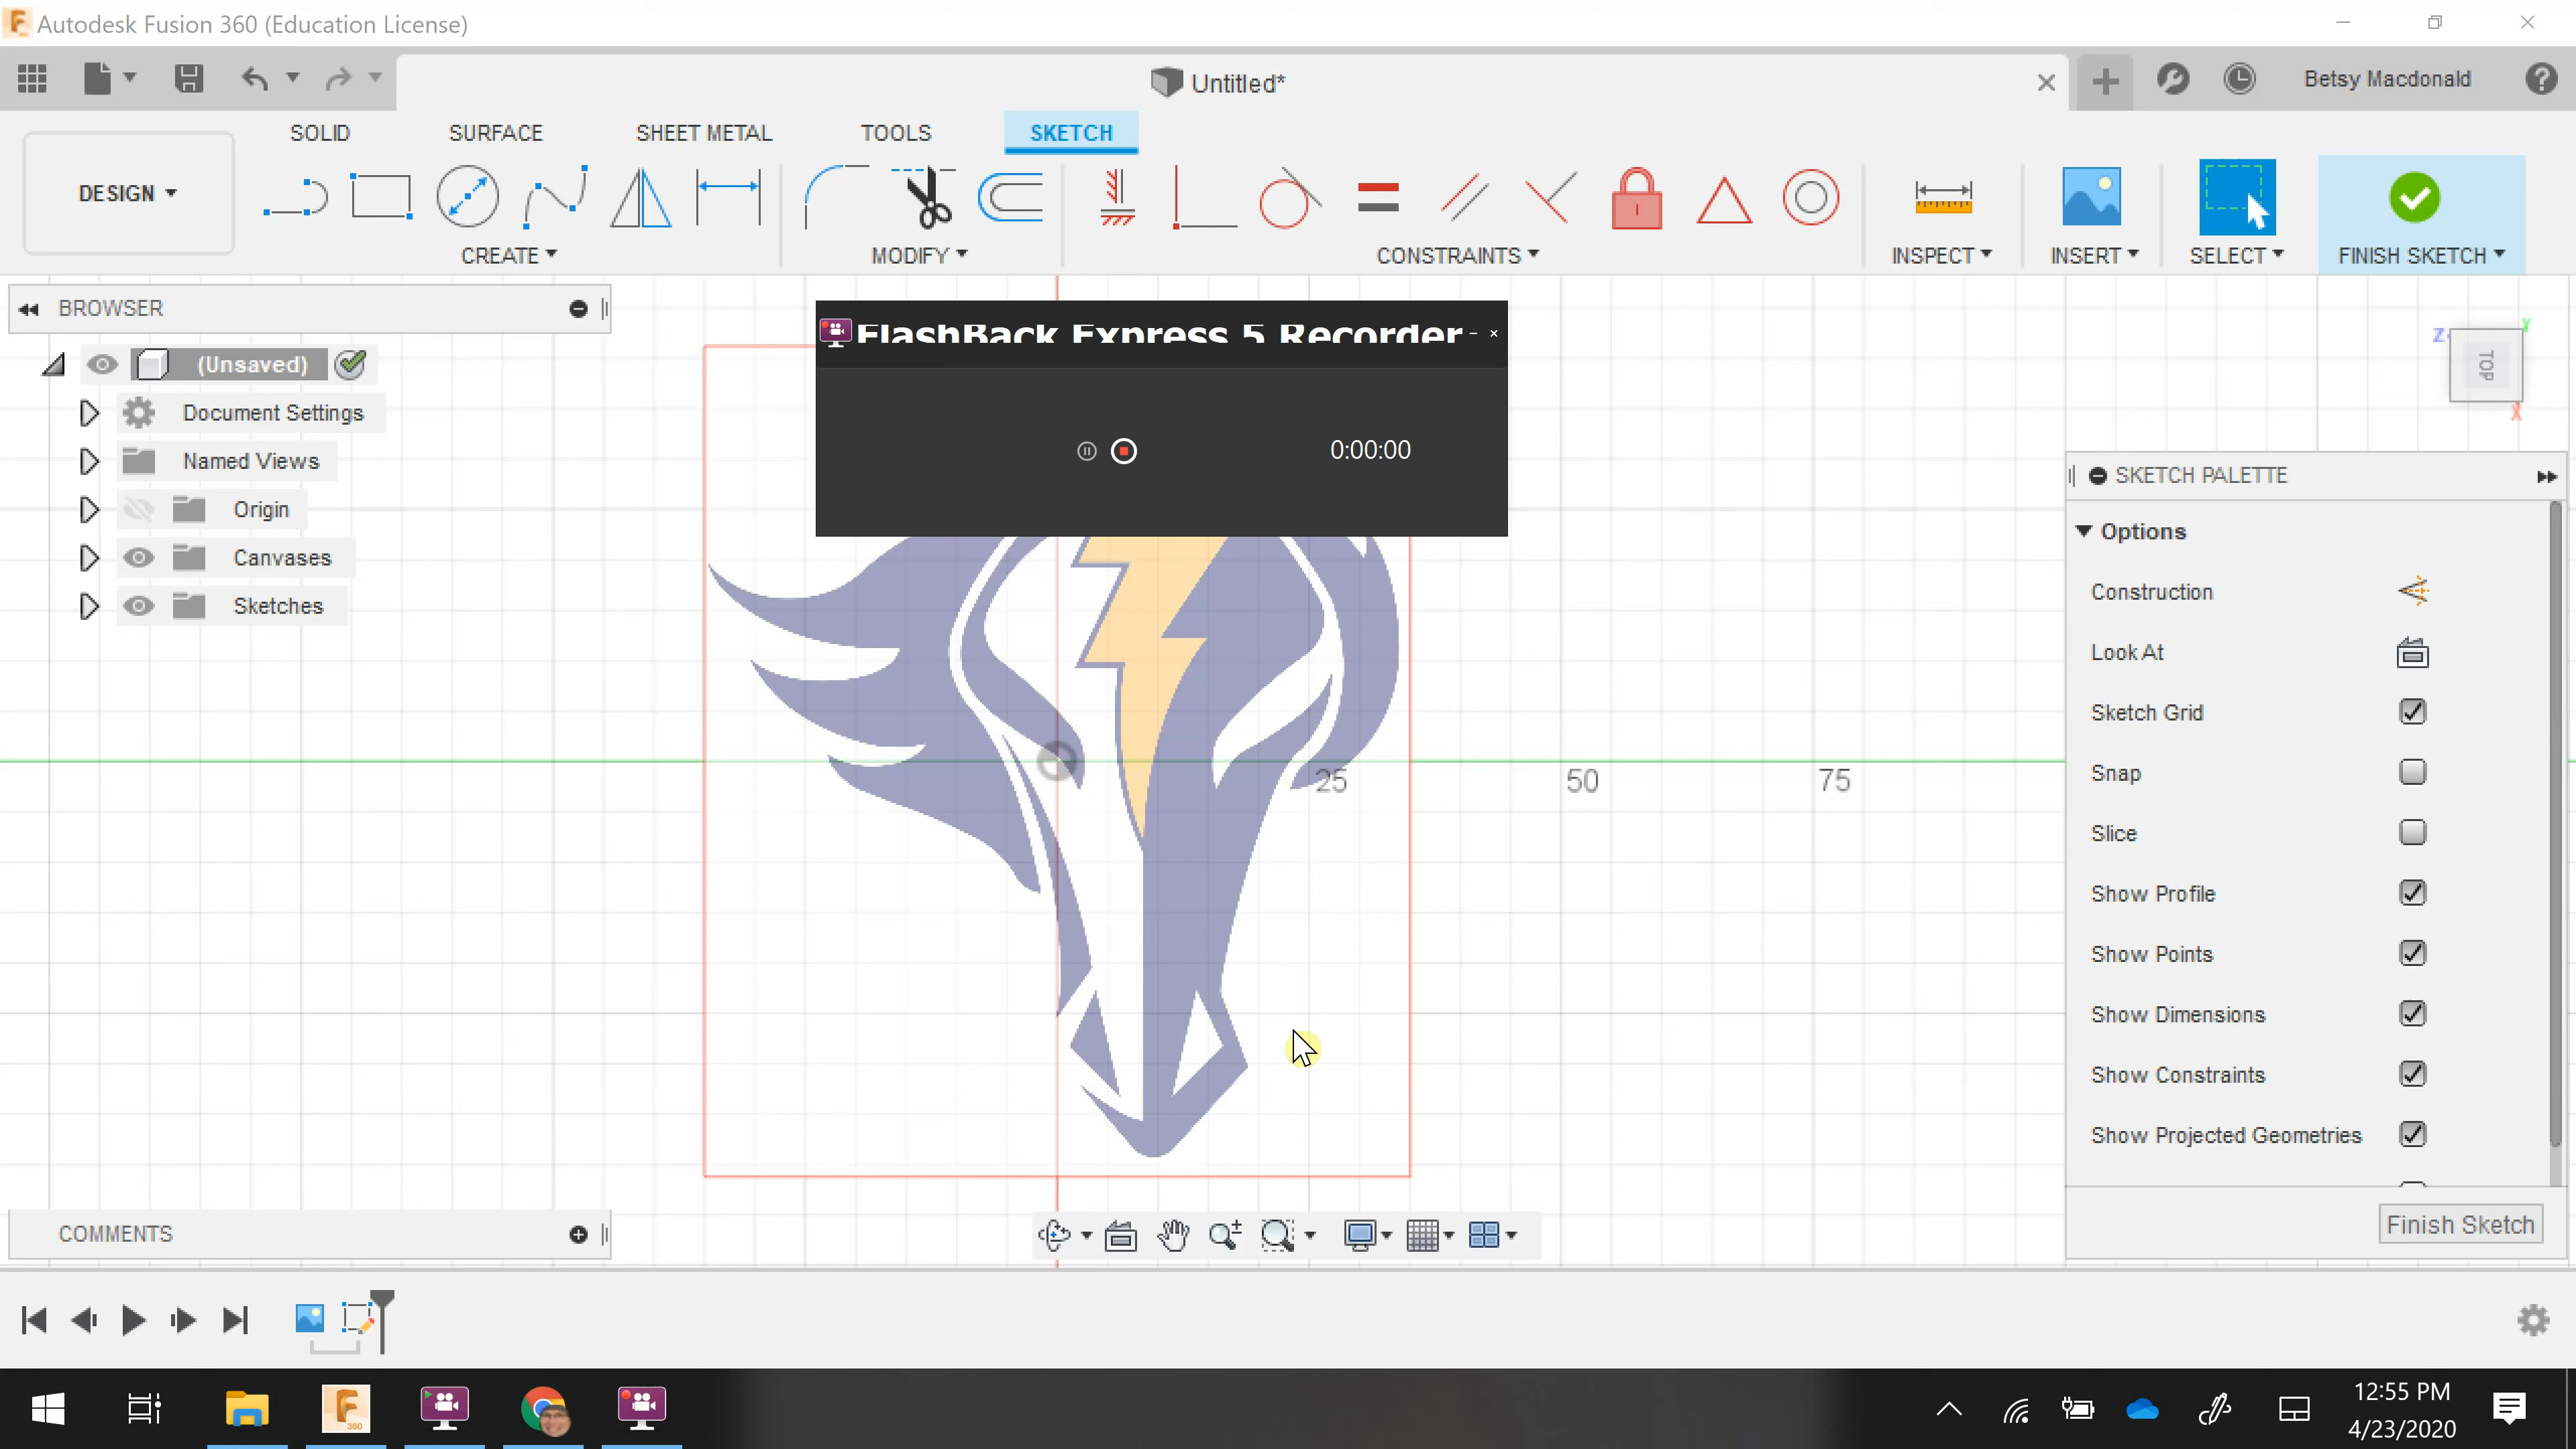 Autodesk Fusion 360 (Education License)
Untitled*
Betsy Macdonald
SOLID SURFACE SHEET METAL TOOLS SKETCH
DESIGN
CREATE MODIFY CONSTRAINTS INSPECT INSERT SELECT FINISH SKETCH
BROWSER
(Unsaved)
Document Settings
Named Views
Origin
Canvases
Sketches
FlashBack Express 5 Recorder
0:00:00
Z
Y
TOP
X
25 50 75
SKETCH PALETTE
Options
Construction
Look At
Sketch Grid
Snap
Slice
Show Profile
Show Points
Show Dimensions
Show Constraints
Show Projected Geometries
Finish Sketch
COMMENTS
360
12:55 PM
4/23/2020